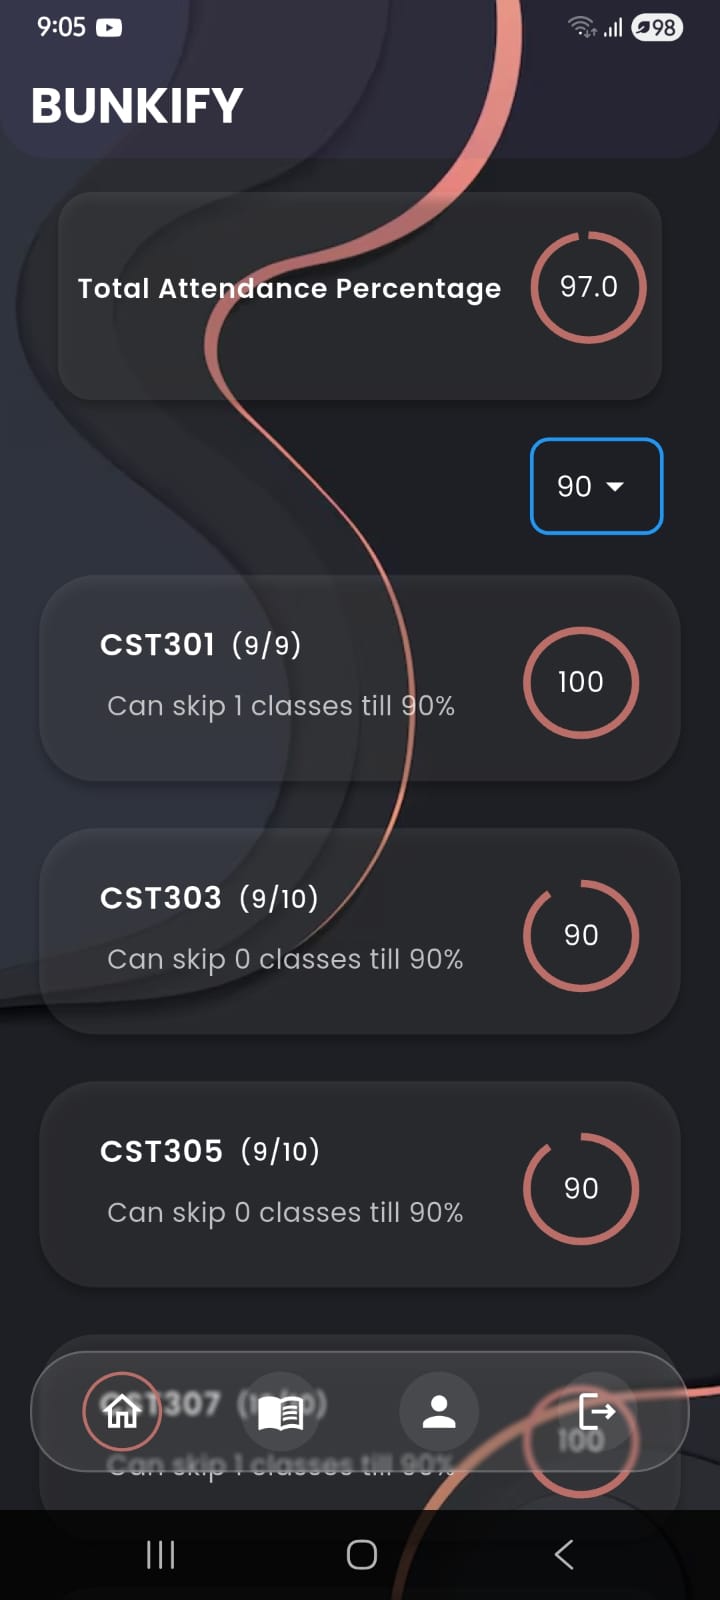 9:05
98
BUNKIFY
Total Attendance Percentage
97.0
90
CST301 (9/9)
100
Can skip 1 classes till 90%
CST303 (9/10)
90
Can skip 0 classes till 90%
CST305 (9/10)
90
Can skip 0 classes till 90%
CST307
100
Can skip 1 classes till 90%